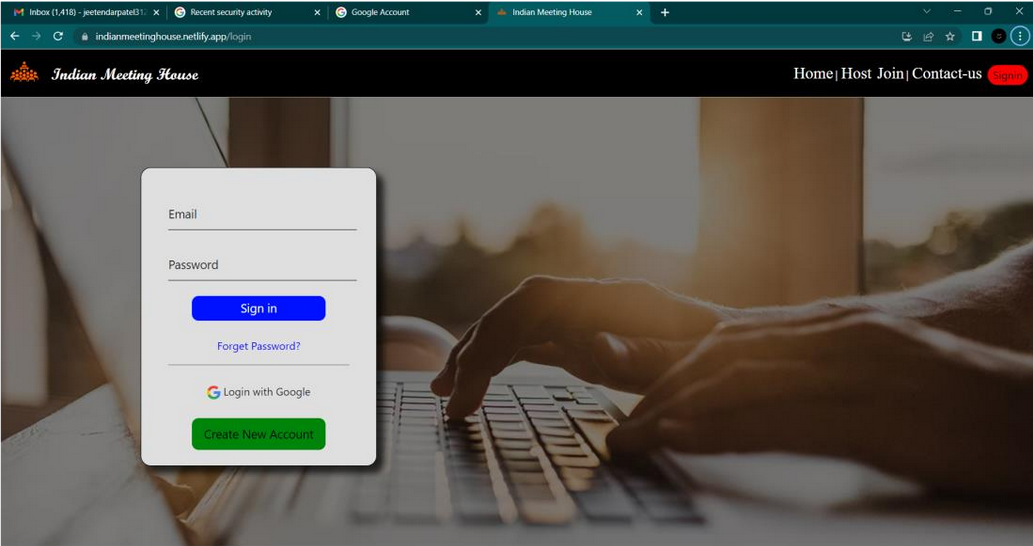 Inbox (1,418) - jeetendarpatel317
Recent security activity
Google Account
Indian Meeting House
indianmeetinghouse.netlify.app/login
Indian Meeting House
Home| Host Join| Contact-us Signin
Email
Password
Sign in
Forget Password?
Login with Google
Create New Account